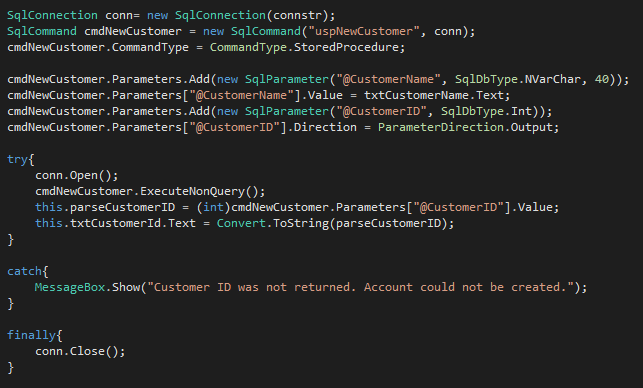 SqlConnection conn= new SqlConnection(connstr);
SqlCommand cmdNewCustomer = new SqlCommand("uspNewCustomer", conn);
cmdNewCustomer.CommandType = CommandType.StoredProcedure;

cmdNewCustomer.Parameters.Add(new SqlParameter("@CustomerName", SqlDbType.NVarChar, 40));
cmdNewCustomer.Parameters["@CustomerName"].Value = txtCustomerName.Text;
cmdNewCustomer.Parameters.Add(new SqlParameter("@CustomerID", SqlDbType.Int));
cmdNewCustomer.Parameters["@CustomerID"].Direction = ParameterDirection.Output;

try{
    conn.Open();
    cmdNewCustomer.ExecuteNonQuery();
    this.parseCustomerID = (int)cmdNewCustomer.Parameters["@CustomerID"].Value;
    this.txtCustomerId.Text = Convert.ToString(parseCustomerID);
}

catch{
    MessageBox.Show("Customer ID was not returned. Account could not be created.");
}

finally{
    conn.Close();
}